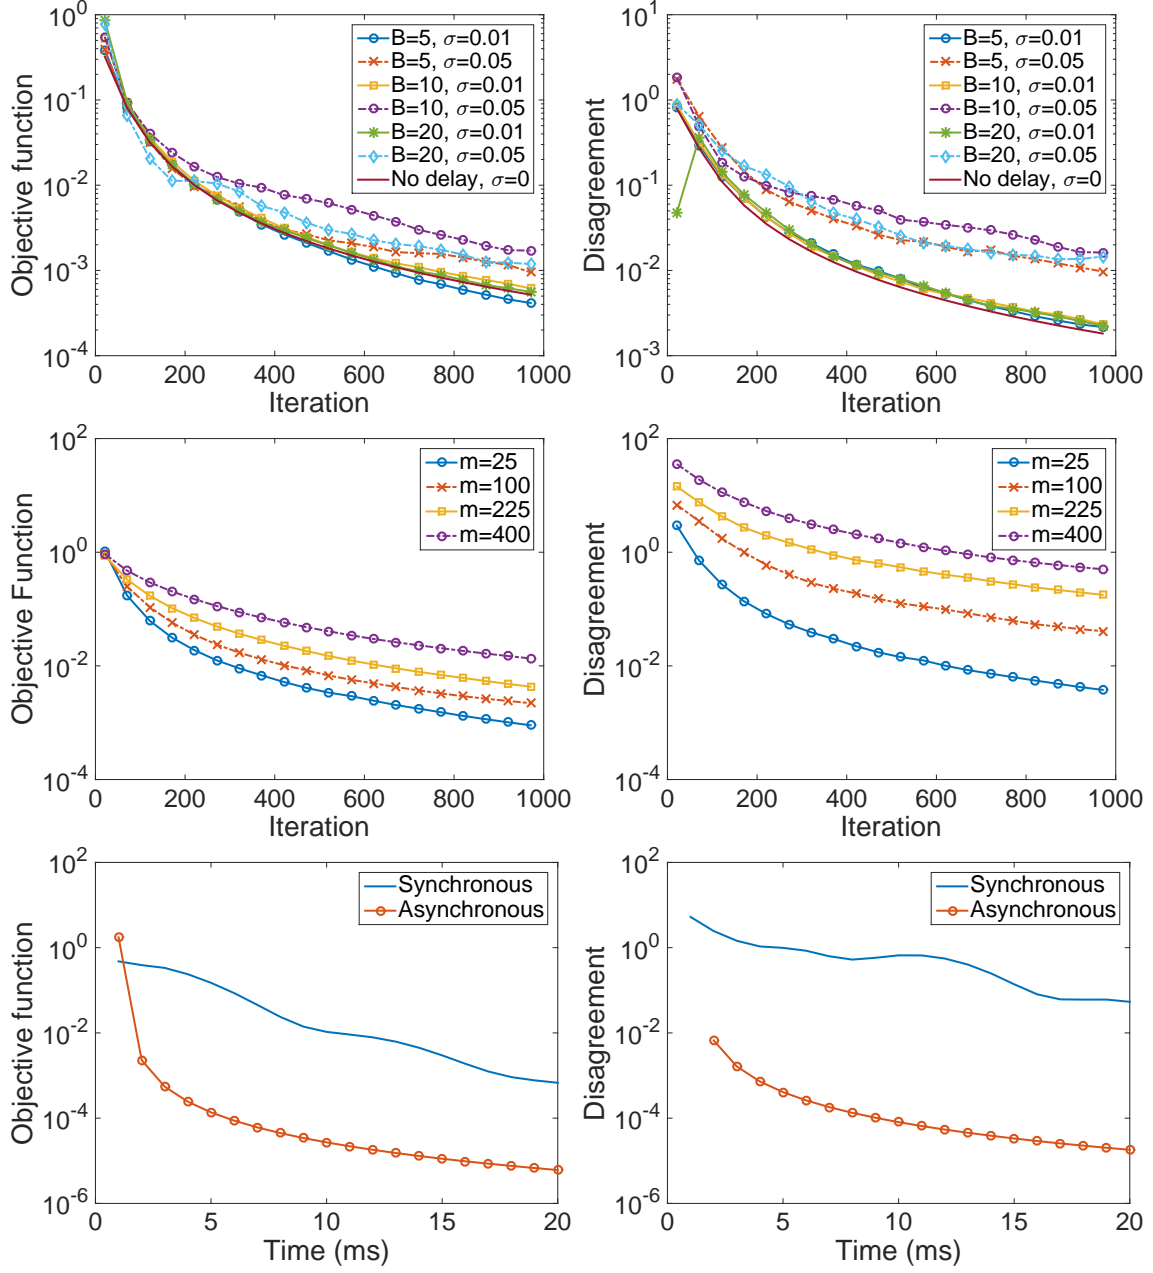 10^0
10^-1
10^-2
10^-3
10^-4
Objective function
0 200 400 600 800 1000
Iteration
B=5, σ=0.01
B=5, σ=0.05
B=10, σ=0.01
B=10, σ=0.05
B=20, σ=0.01
B=20, σ=0.05
No delay, σ=0
10^1
10^0
10^-1
10^-2
10^-3
Disagreement
0 200 400 600 800 1000
Iteration
B=5, σ=0.01
B=5, σ=0.05
B=10, σ=0.01
B=10, σ=0.05
B=20, σ=0.01
B=20, σ=0.05
No delay, σ=0
10^2
10^0
10^-2
10^-4
Objective Function
0 200 400 600 800 1000
Iteration
m=25
m=100
m=225
m=400
10^2
10^0
10^-2
10^-4
Disagreement
0 200 400 600 800 1000
Iteration
m=25
m=100
m=225
m=400
10^2
10^0
10^-2
10^-4
10^-6
Objective function
0 5 10 15 20
Time (ms)
Synchronous
Asynchronous
10^2
10^0
10^-2
10^-4
10^-6
Disagreement
0 5 10 15 20
Time (ms)
Synchronous
Asynchronous